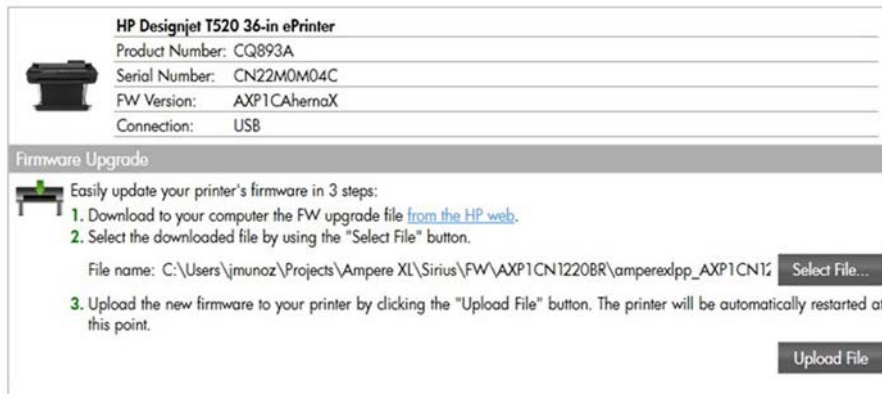 HP Designjet T520 36-in ePrinter
Product Number: CQ893A
Serial Number: CN22M0M04C
FW Version: AXP1CAhernaX
Connection: USB
Firmware Upgrade
Easily update your printer's firmware in 3 steps:
1. Download to your computer the FW upgrade file from the HP web.
2. Select the downloaded file by using the "Select File" button.
File name: C:\Users\jmunoz\Projects\Ampere XL\Sirius\FW\AXP1CN1220BR\amperexlpp_AXP1CN12 Select File...
3. Upload the new firmware to your printer by clicking the "Upload File" button. The printer will be automatically restarted at
this point.
Upload File